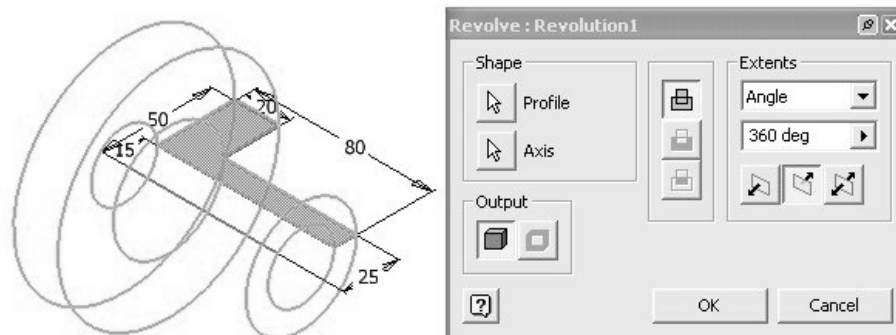 50
20
15
80
25
Revolve : Revolution1
Shape
Profile
Axis
Output
Extents
Angle
360 deg
OK
Cancel